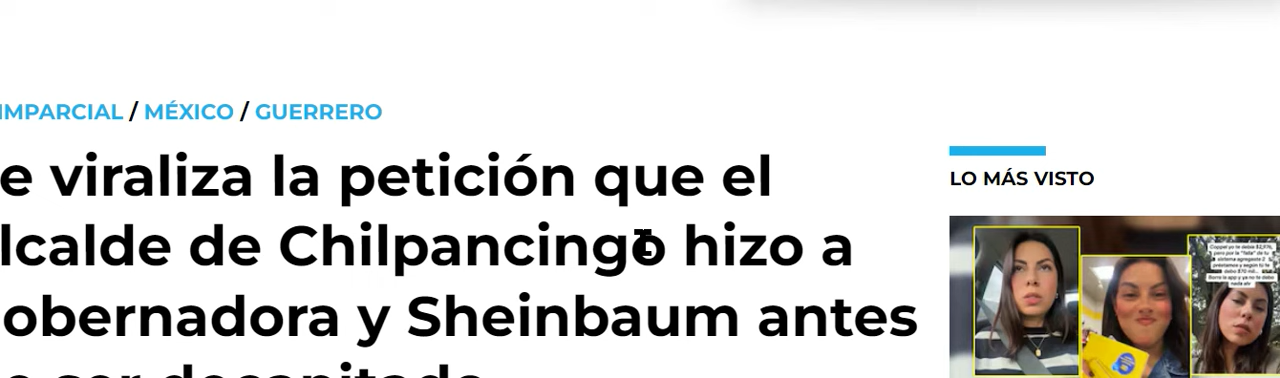 IMPARCIAL / MÉXICO / GUERRERO
e viraliza la petición que el
lcalde de Chilpancingo hizo a
obernadora y Sheinbaum antes
LO MÁS VISTO